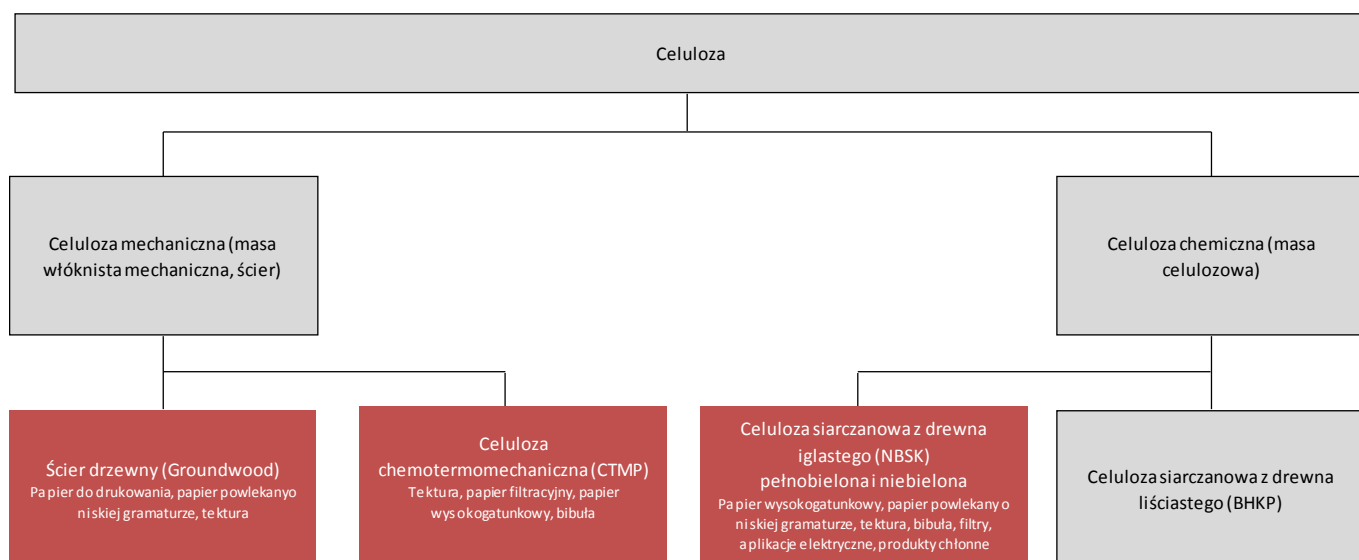 Celuloza
Celuloza mechaniczna (masa
włóknista mechaniczna, ścier)
Celuloza chemiczna (masa
celulozowa)
Ścier drzewny (Groundwood)
Papier do drukowania, papier powlekanyo
niskiej gramaturze, tektura
Celuloza
chemotermomechaniczna (CTMP)
Tektura, papier filtracyjny, papier
wysokogatunkowy, bibuła
Celuloza siarczanowa z drewna
iglastego (NBSK)
pełnobielona i niebielona
Papier wysokogatunkowy, papier powlekany o
niskiej gramaturze, tektura, bibuła, filtry,
aplikacje elektryczne, produkty chłonne
Celuloza siarczanowa z drewna
liściastego (BHKP)